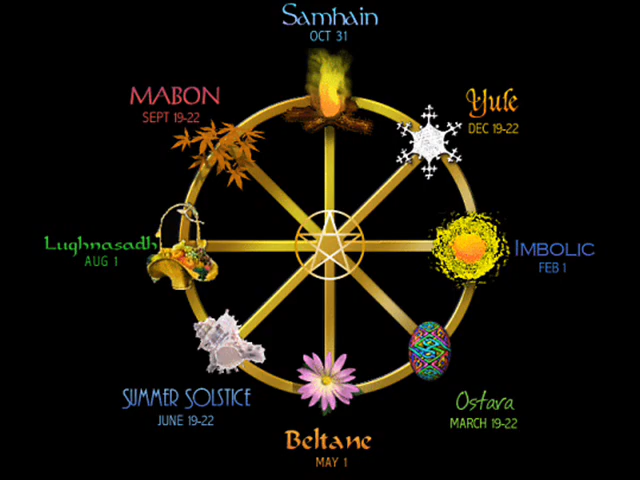 Samhain
OCT 31
Yule
DEC 19-22
IMBOLIC
FEB 1
Ostara
MARCH 19-22
Beltane
MAY 1
SUMMER SOLSTICE
JUNE 19-22
Lughnasadh
AUG 1
MABON
SEPT 19-22